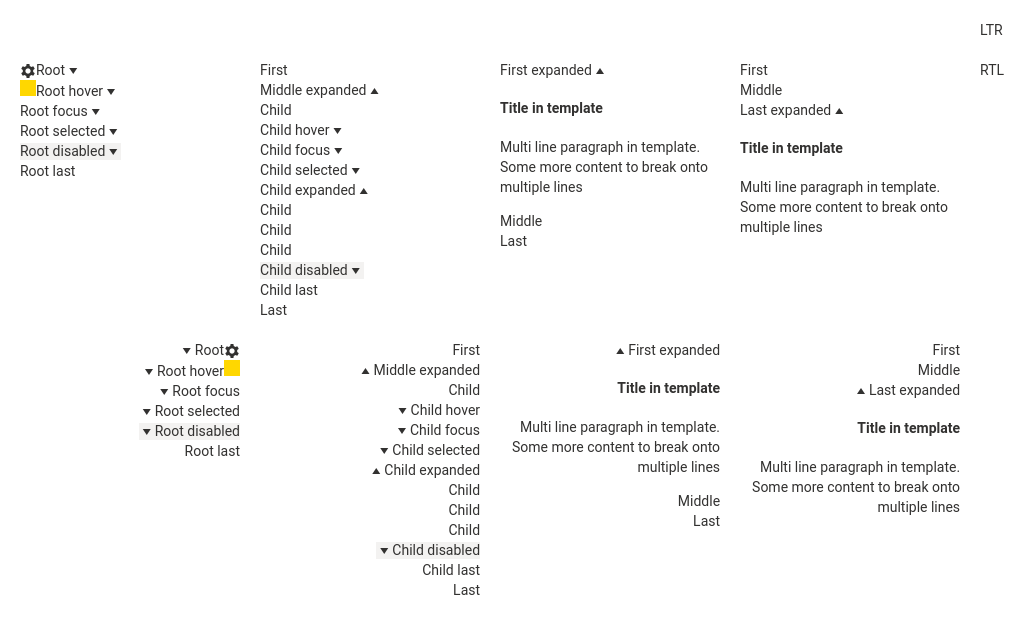 LTR
Root
Root hover
Root focus
Root selected
Root disabled
Root last
First
Middle expanded
Child
Child hover
Child focus
Child selected
Child expanded
Child
Child
Child
Child disabled
Child last
Last
First expanded
Title in template
Multi line paragraph in template.
Some more content to break onto
multiple lines
Middle
Last
First
Middle
Last expanded
Title in template
Multi line paragraph in template.
Some more content to break onto
multiple lines
RTL
Root
Root hover
Root focus
Root selected
Root disabled
Root last
First
Middle expanded
Child
Child hover
Child focus
Child selected
Child expanded
Child
Child
Child
Child disabled
Child last
Last
First expanded
Title in template
Multi line paragraph in template.
Some more content to break onto
multiple lines
Middle
Last
First
Middle
Last expanded
Title in template
Multi line paragraph in template.
Some more content to break onto
multiple lines